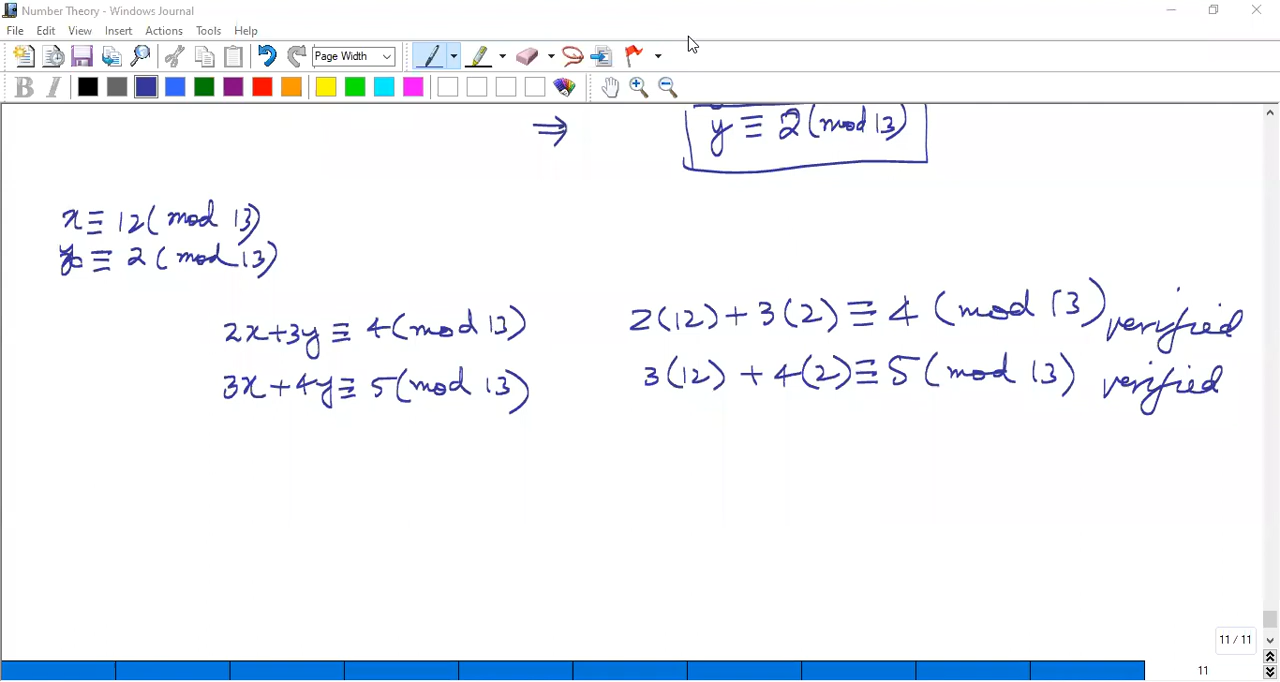 Number Theory - Windows Journal
File Edit View Insert Actions Tools Help
Page Width
B I
⇒ y ≡ 2 (mod 13)
x ≡ 12 ( mod 13)
y ≡ 2 ( mod 13)
2x+3y ≡ 4 (mod 13) 2(12) + 3(2) ≡ 4 (mod 13) verified
3x+4y ≡ 5 (mod 13) 3(12) + 4(2) ≡ 5 (mod 13) verified
11 / 11
11